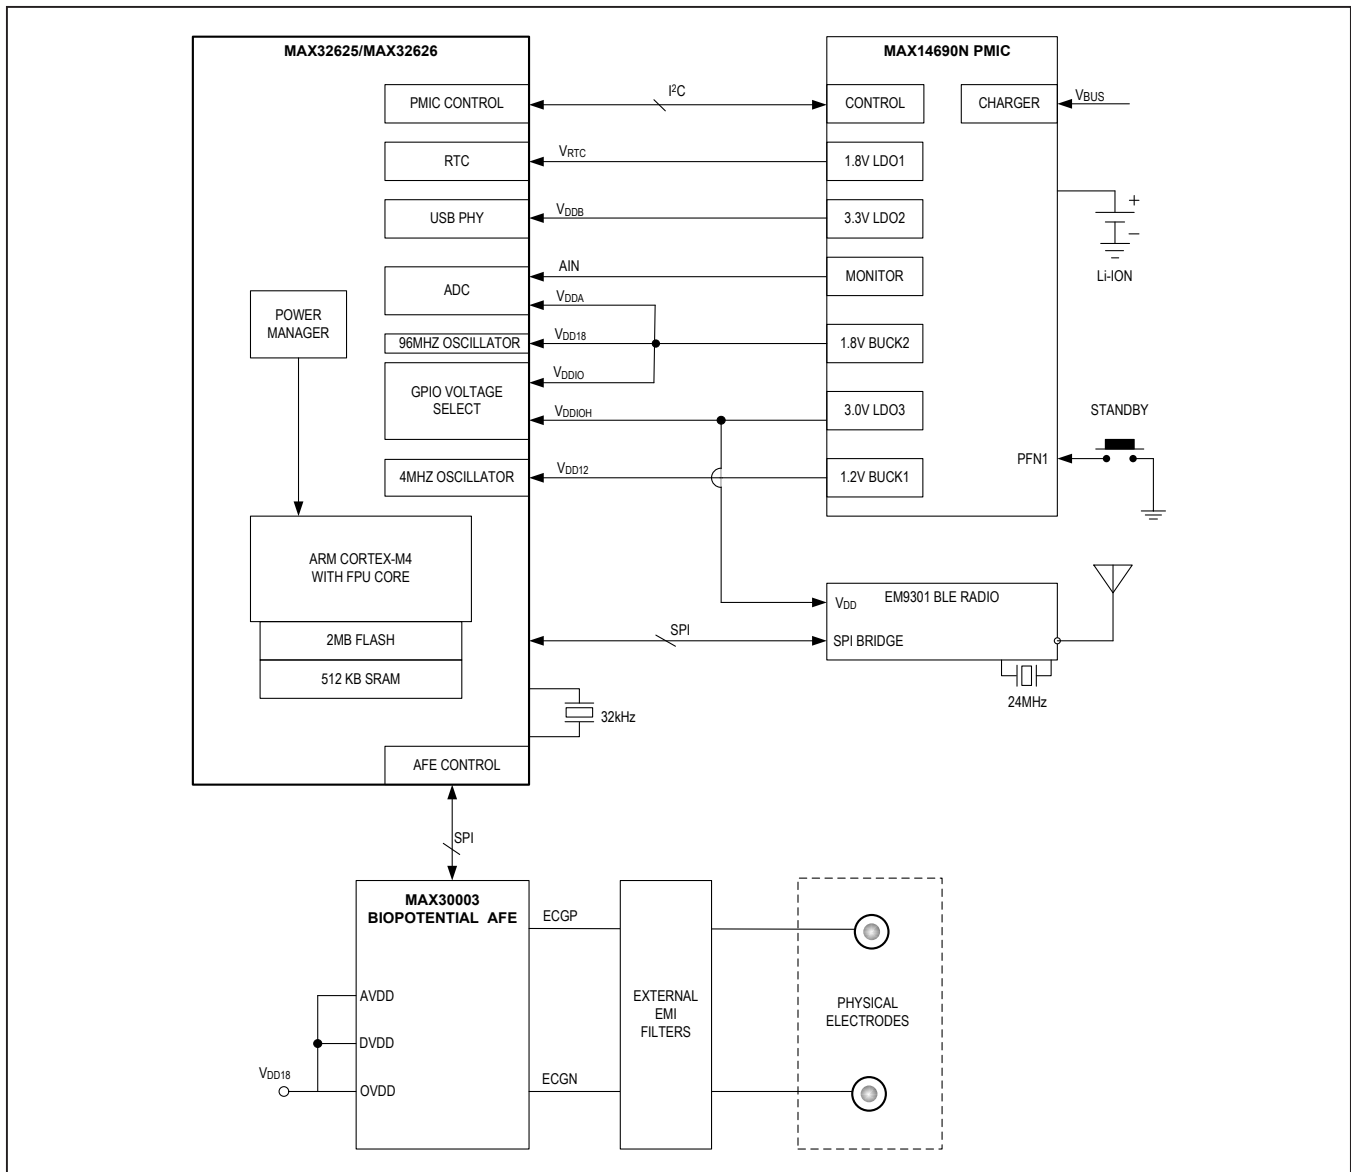 MAX32625/MAX32626
MAX14690N PMIC
PMIC CONTROL
I²C
CONTROL
CHARGER
VBUS
RTC
VRTC
1.8V LDO1
USB PHY
VDDB
3.3V LDO2
+
−
Li-ION
ADC
AIN
MONITOR
VDDA
POWER
MANAGER
96MHZ OSCILLATOR
VDD18
1.8V BUCK2
GPIO VOLTAGE
SELECT
VDDIO
VDDIOH
3.0V LDO3
STANDBY
PFN1
4MHZ OSCILLATOR
VDD12
1.2V BUCK1
ARM CORTEX-M4
WITH FPU CORE
2MB FLASH
512 KB SRAM
EM9301 BLE RADIO
VDD
SPI
SPI BRIDGE
24MHz
32kHz
AFE CONTROL
SPI
MAX30003
BIOPOTENTIAL AFE
ECGP
AVDD
DVDD
VDD18
OVDD
ECGN
EXTERNAL
EMI
FILTERS
PHYSICAL
ELECTRODES